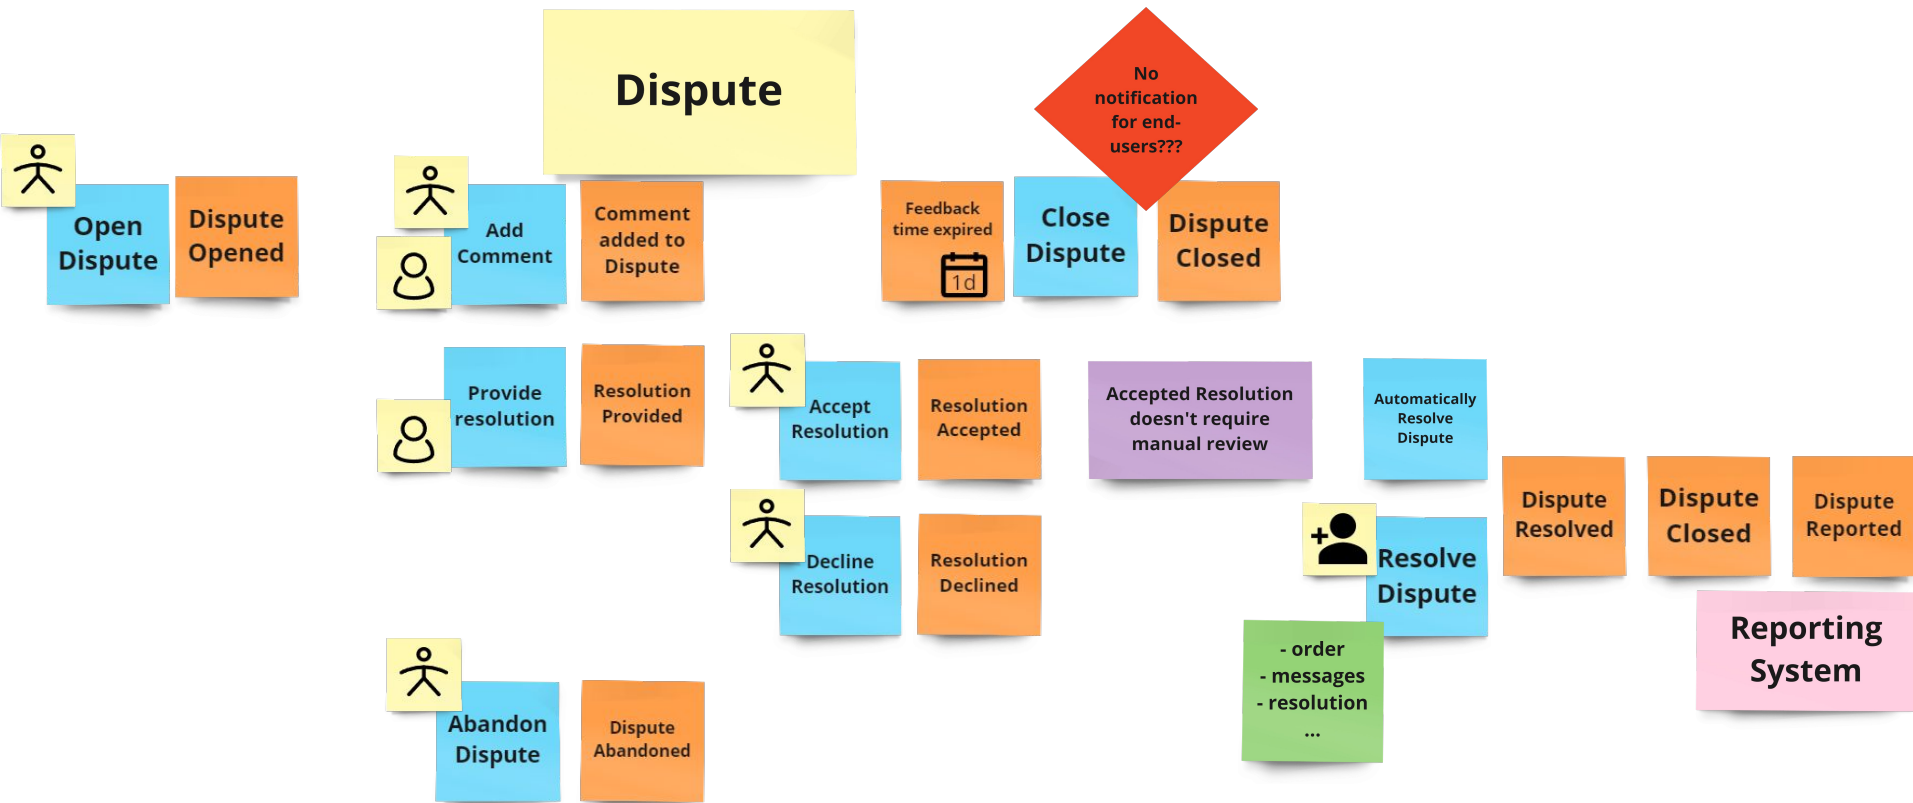 Dispute
No
notification
for end-
users???
Open
Dispute
Dispute
Opened
Add
Comment
Comment
added to
Dispute
Feedback
time expired
1d
Close
Dispute
Dispute
Closed
Provide
resolution
Resolution
Provided
Accept
Resolution
Resolution
Accepted
Accepted Resolution
doesn't require
manual review
Automatically
Resolve
Dispute
Decline
Resolution
Resolution
Declined
Resolve
Dispute
Dispute
Resolved
Dispute
Closed
Dispute
Reported
Reporting
System
- order
- messages
- resolution
...
Abandon
Dispute
Dispute
Abandoned